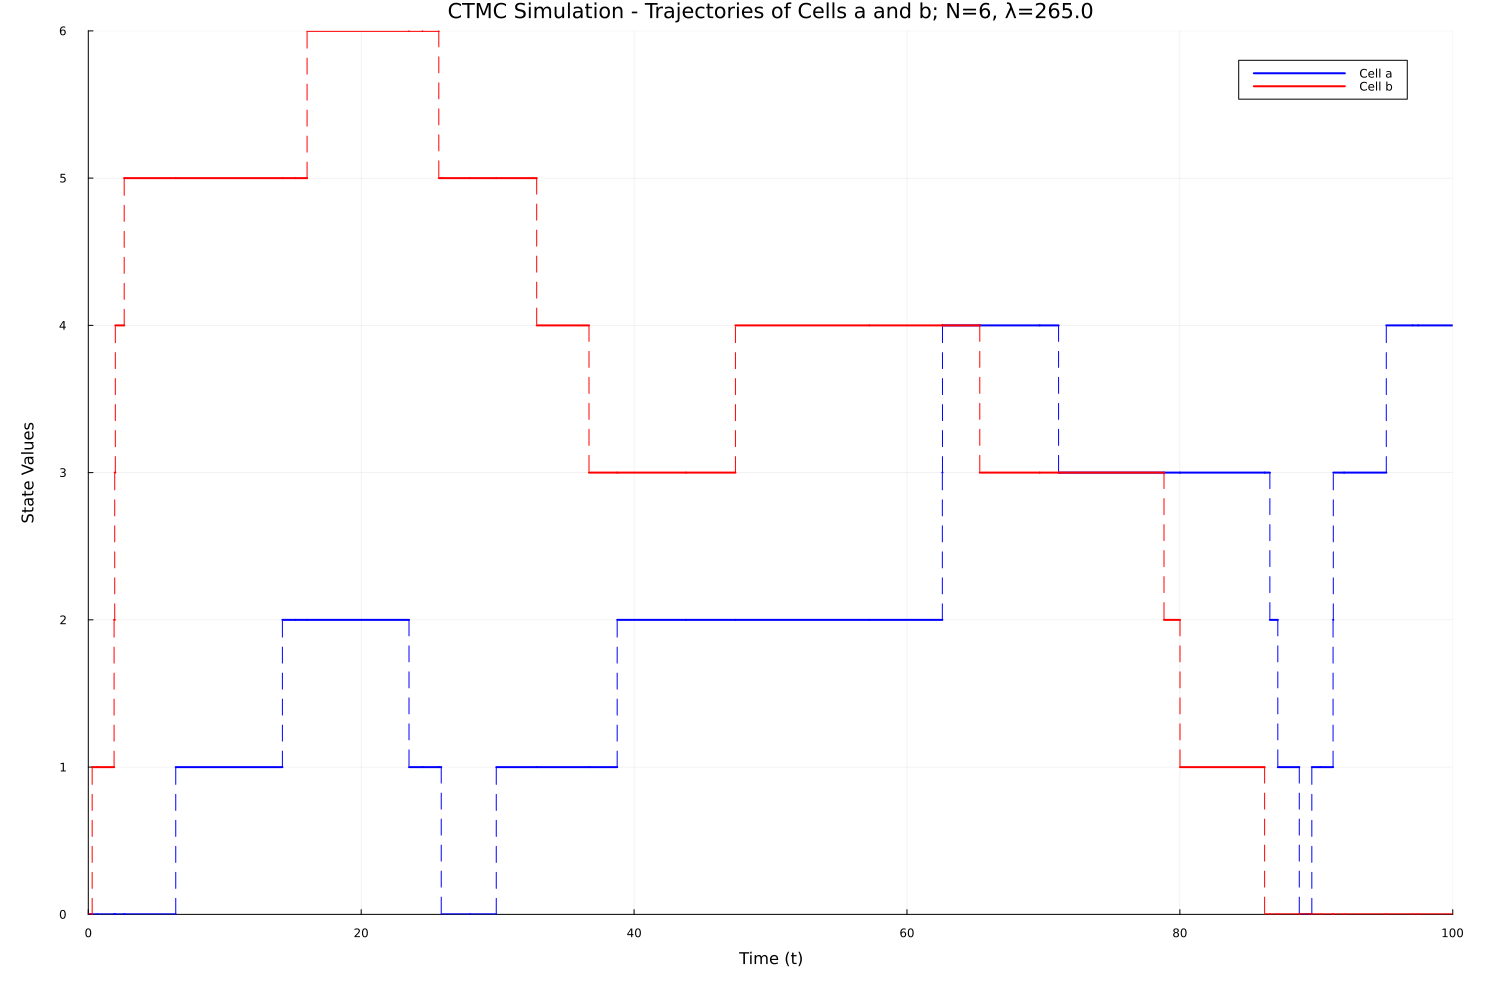 CTMC Simulation - Trajectories of Cells a and b; N=6, λ=265.0
Cell a
Cell b
6
5
4
3
2
1
0
State Values
0 20 40 60 80 100
Time (t)